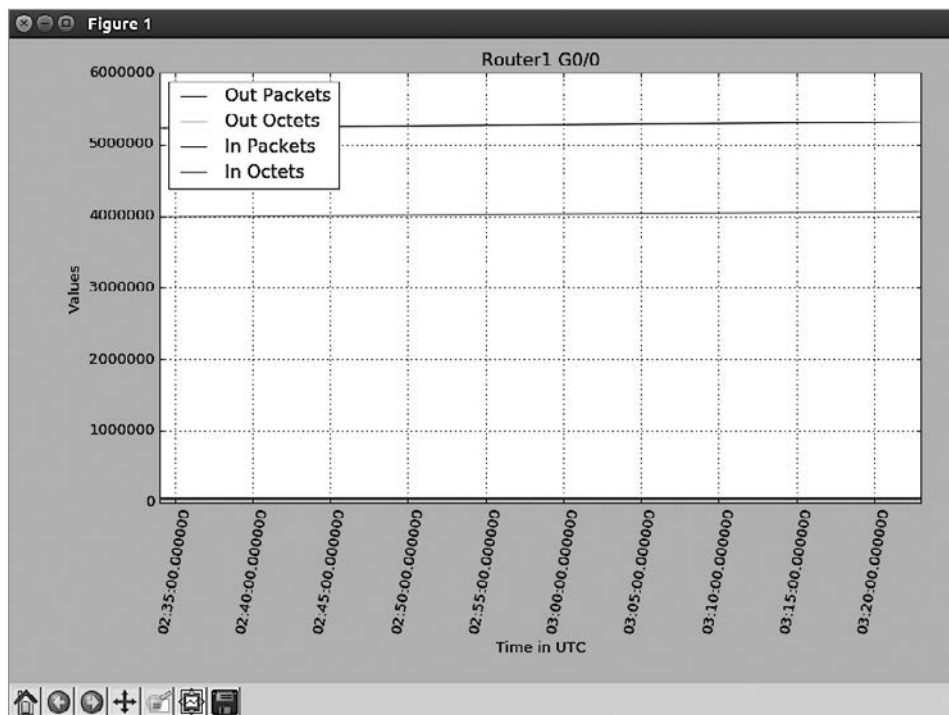 Figure 1
Router1 G0/0
6000000
5000000
4000000
3000000
2000000
1000000
0
Values
Out Packets
Out Octets
In Packets
In Octets
02:35:00.000000
02:40:00.000000
02:45:00.000000
02:50:00.000000
02:55:00.000000
03:00:00.000000
03:05:00.000000
03:10:00.000000
03:15:00.000000
03:20:00.000000
Time in UTC